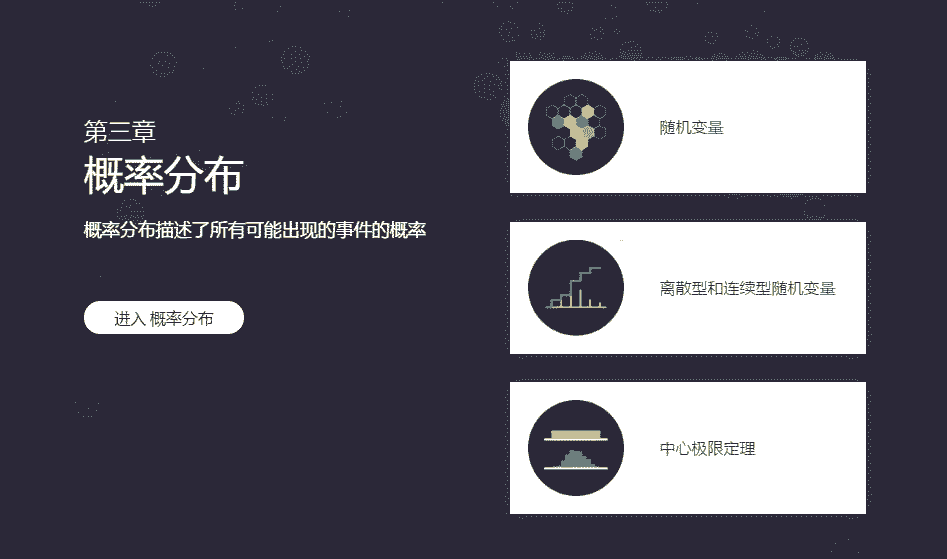 第三章
概率分布
概率分布描述了所有可能出现的事件的概率
进入 概率分布
随机变量
离散型和连续型随机变量
中心极限定理